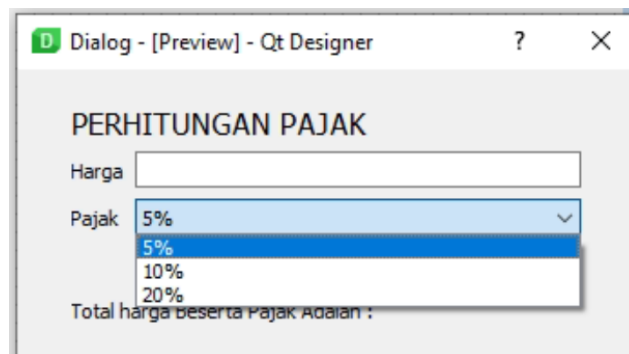 D Dialog - [Preview] - Qt Designer ? ×
PERHITUNGAN PAJAK
Harga
Pajak 5%
5%
10%
20%
Total harga Beserta Pajak Adalah :